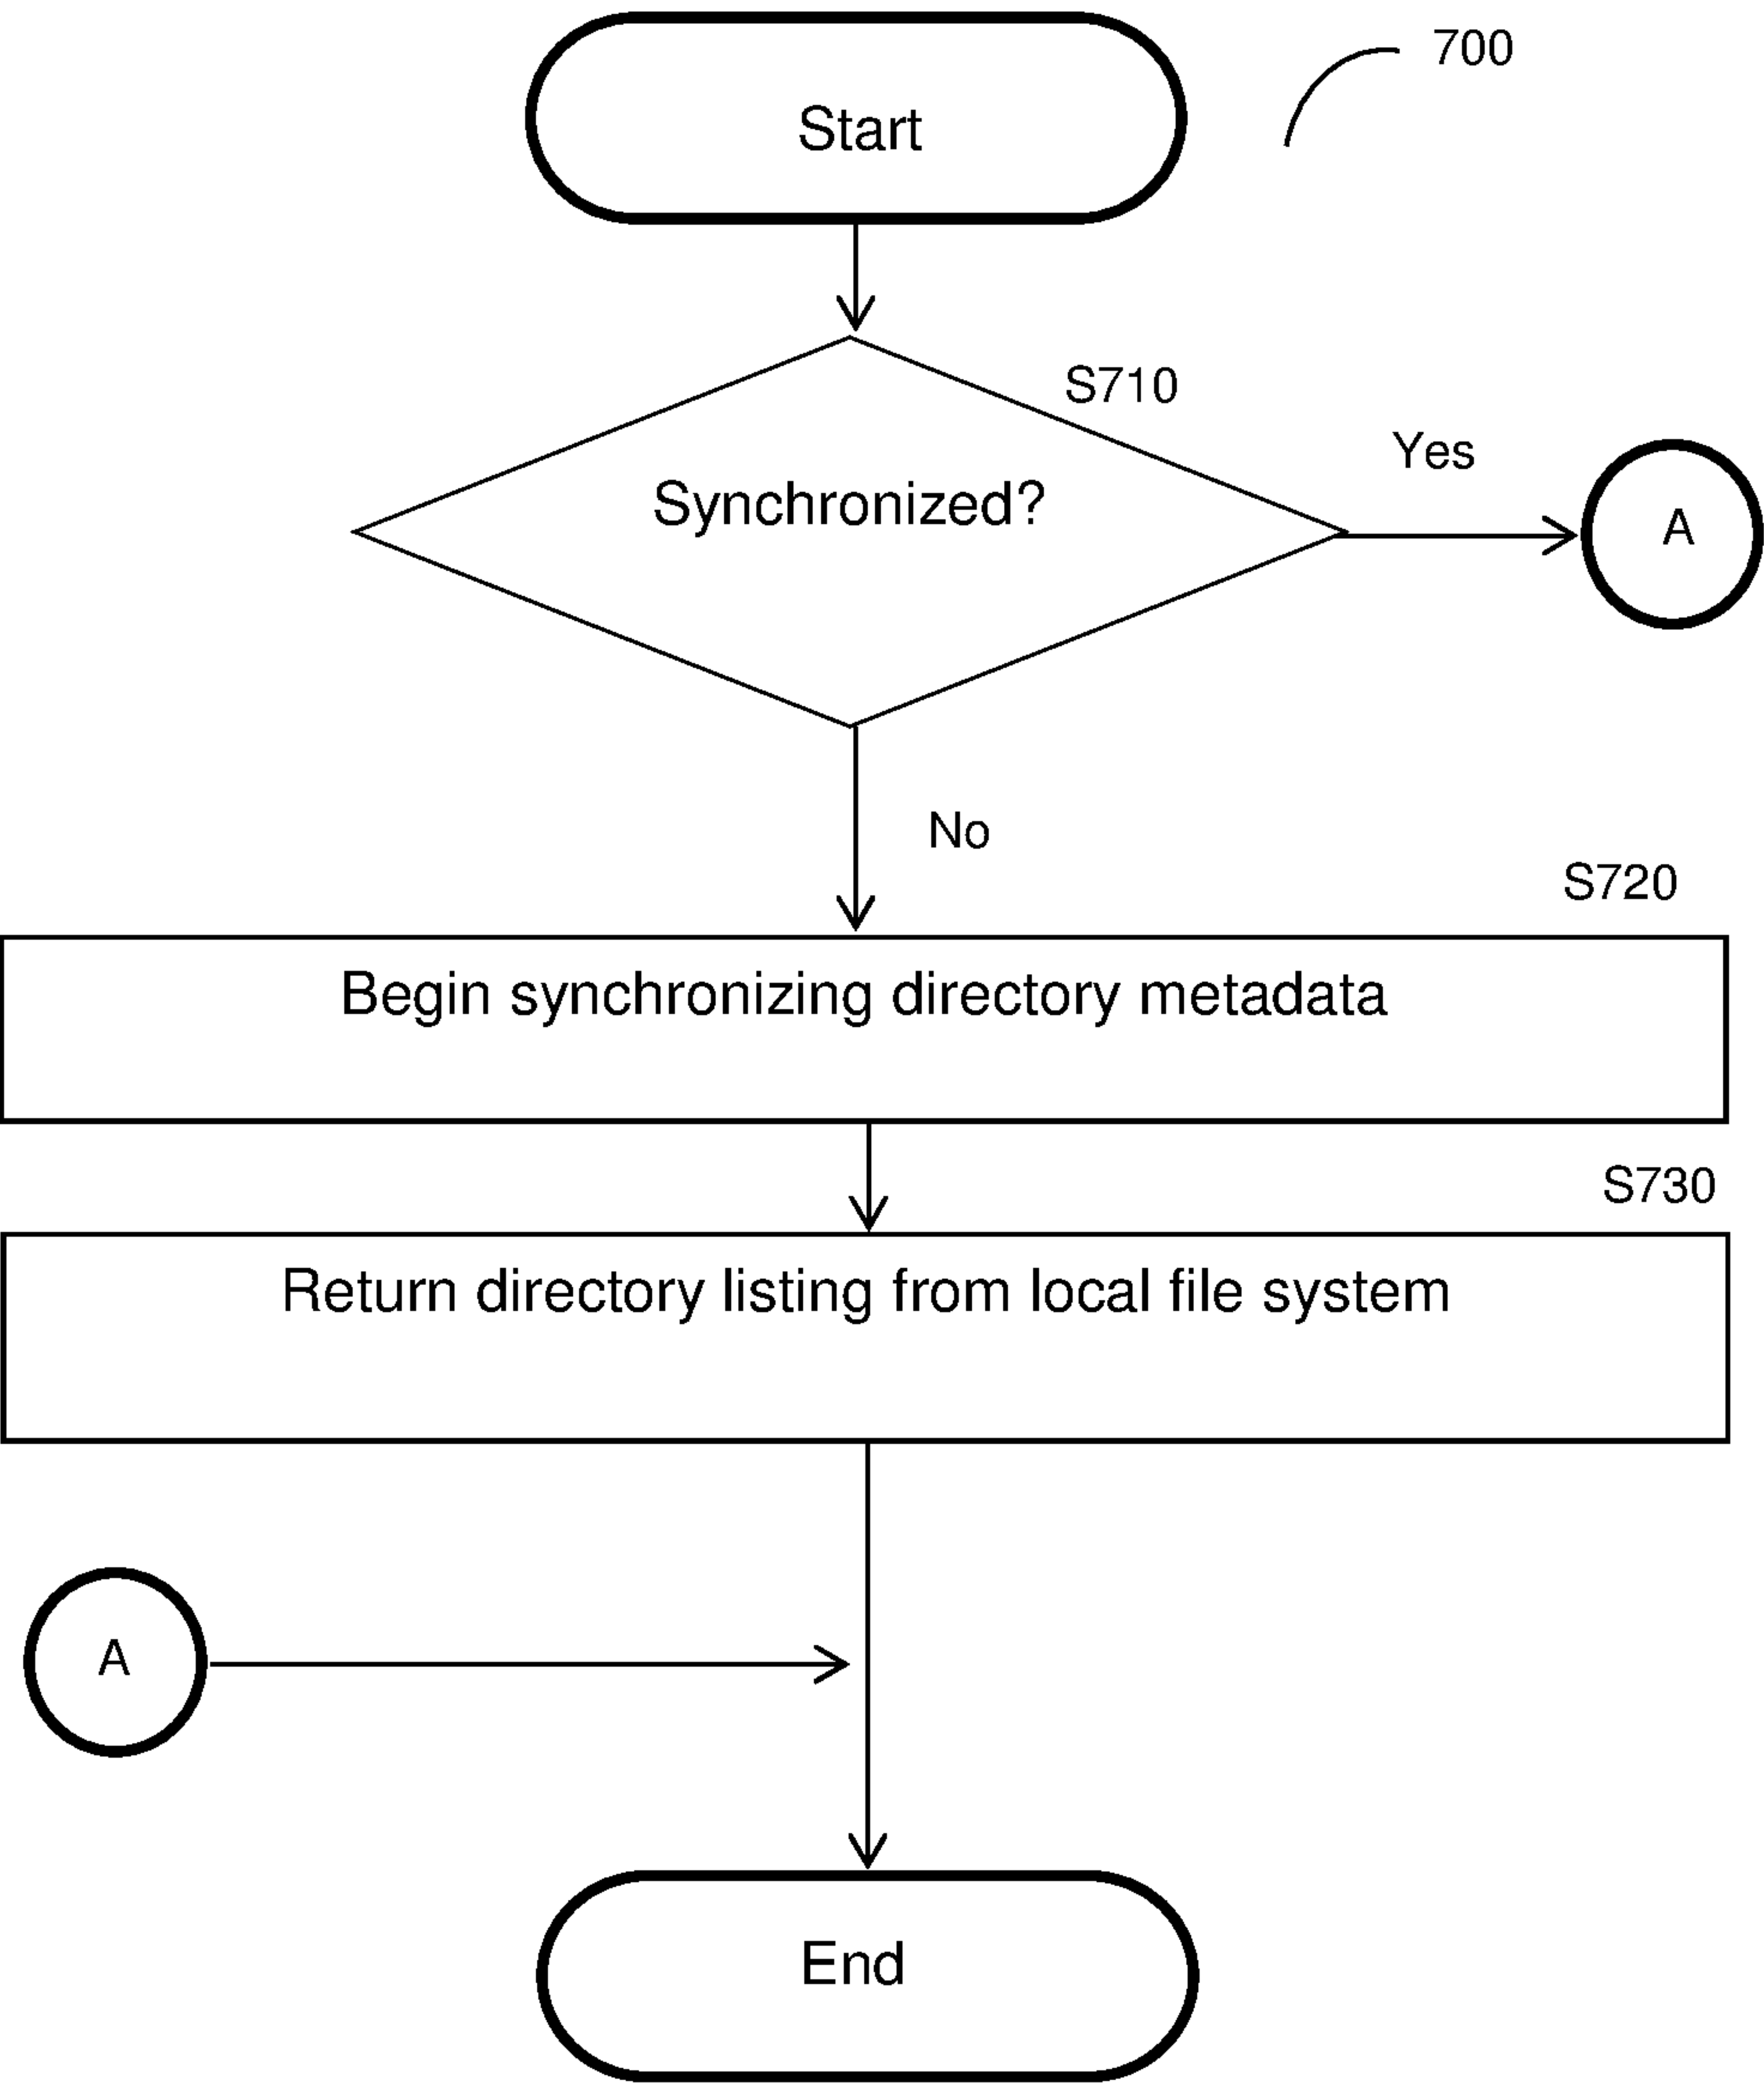 700
Start
S710
Synchronized?
Yes
A
No
S720
Begin synchronizing directory metadata
S730
Return directory listing from local file system
A
End